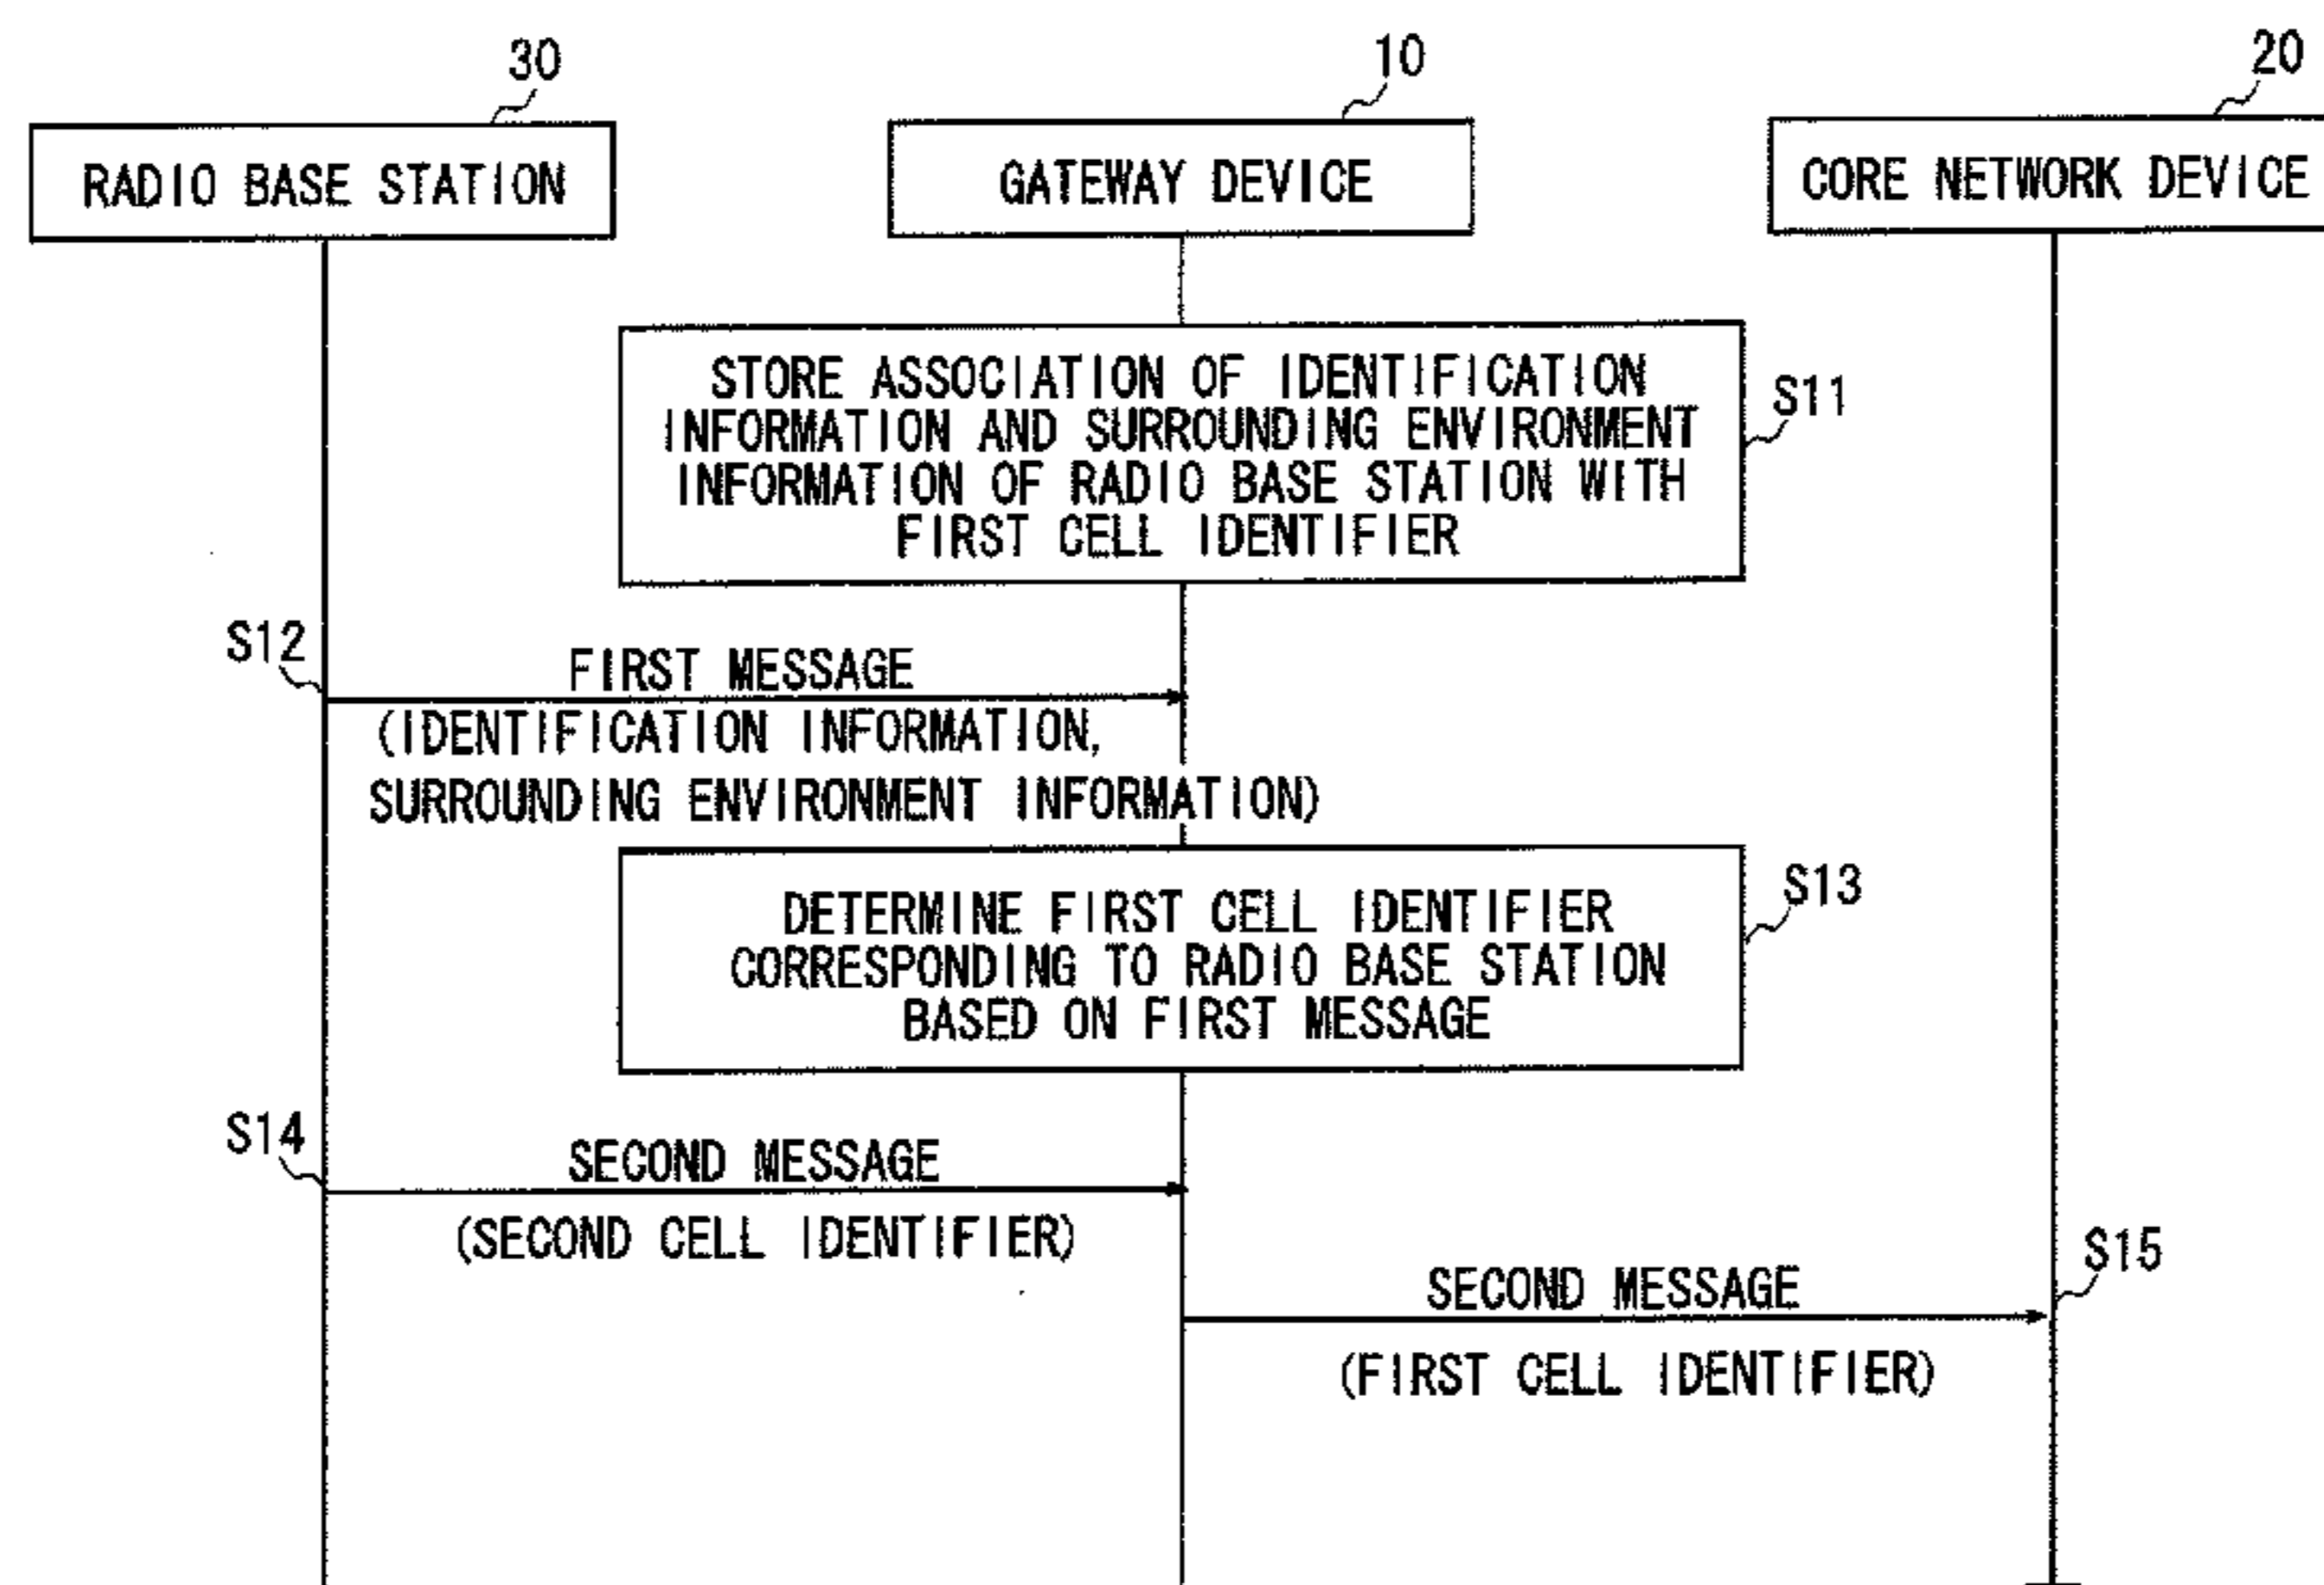 30
10
20
RADIO BASE STATION
GATEWAY DEVICE
CORE NETWORK DEVICE
STORE ASSOCIATION OF IDENTIFICATION
INFORMATION AND SURROUNDING ENVIRONMENT
INFORMATION OF RADIO BASE STATION WITH
FIRST CELL IDENTIFIER
S11
S12
FIRST MESSAGE
(IDENTIFICATION INFORMATION,
SURROUNDING ENVIRONMENT INFORMATION)
DETERMINE FIRST CELL IDENTIFIER
CORRESPONDING TO RADIO BASE STATION
BASED ON FIRST MESSAGE
S13
S14
SECOND MESSAGE
(SECOND CELL IDENTIFIER)
S15
SECOND MESSAGE
(FIRST CELL IDENTIFIER)